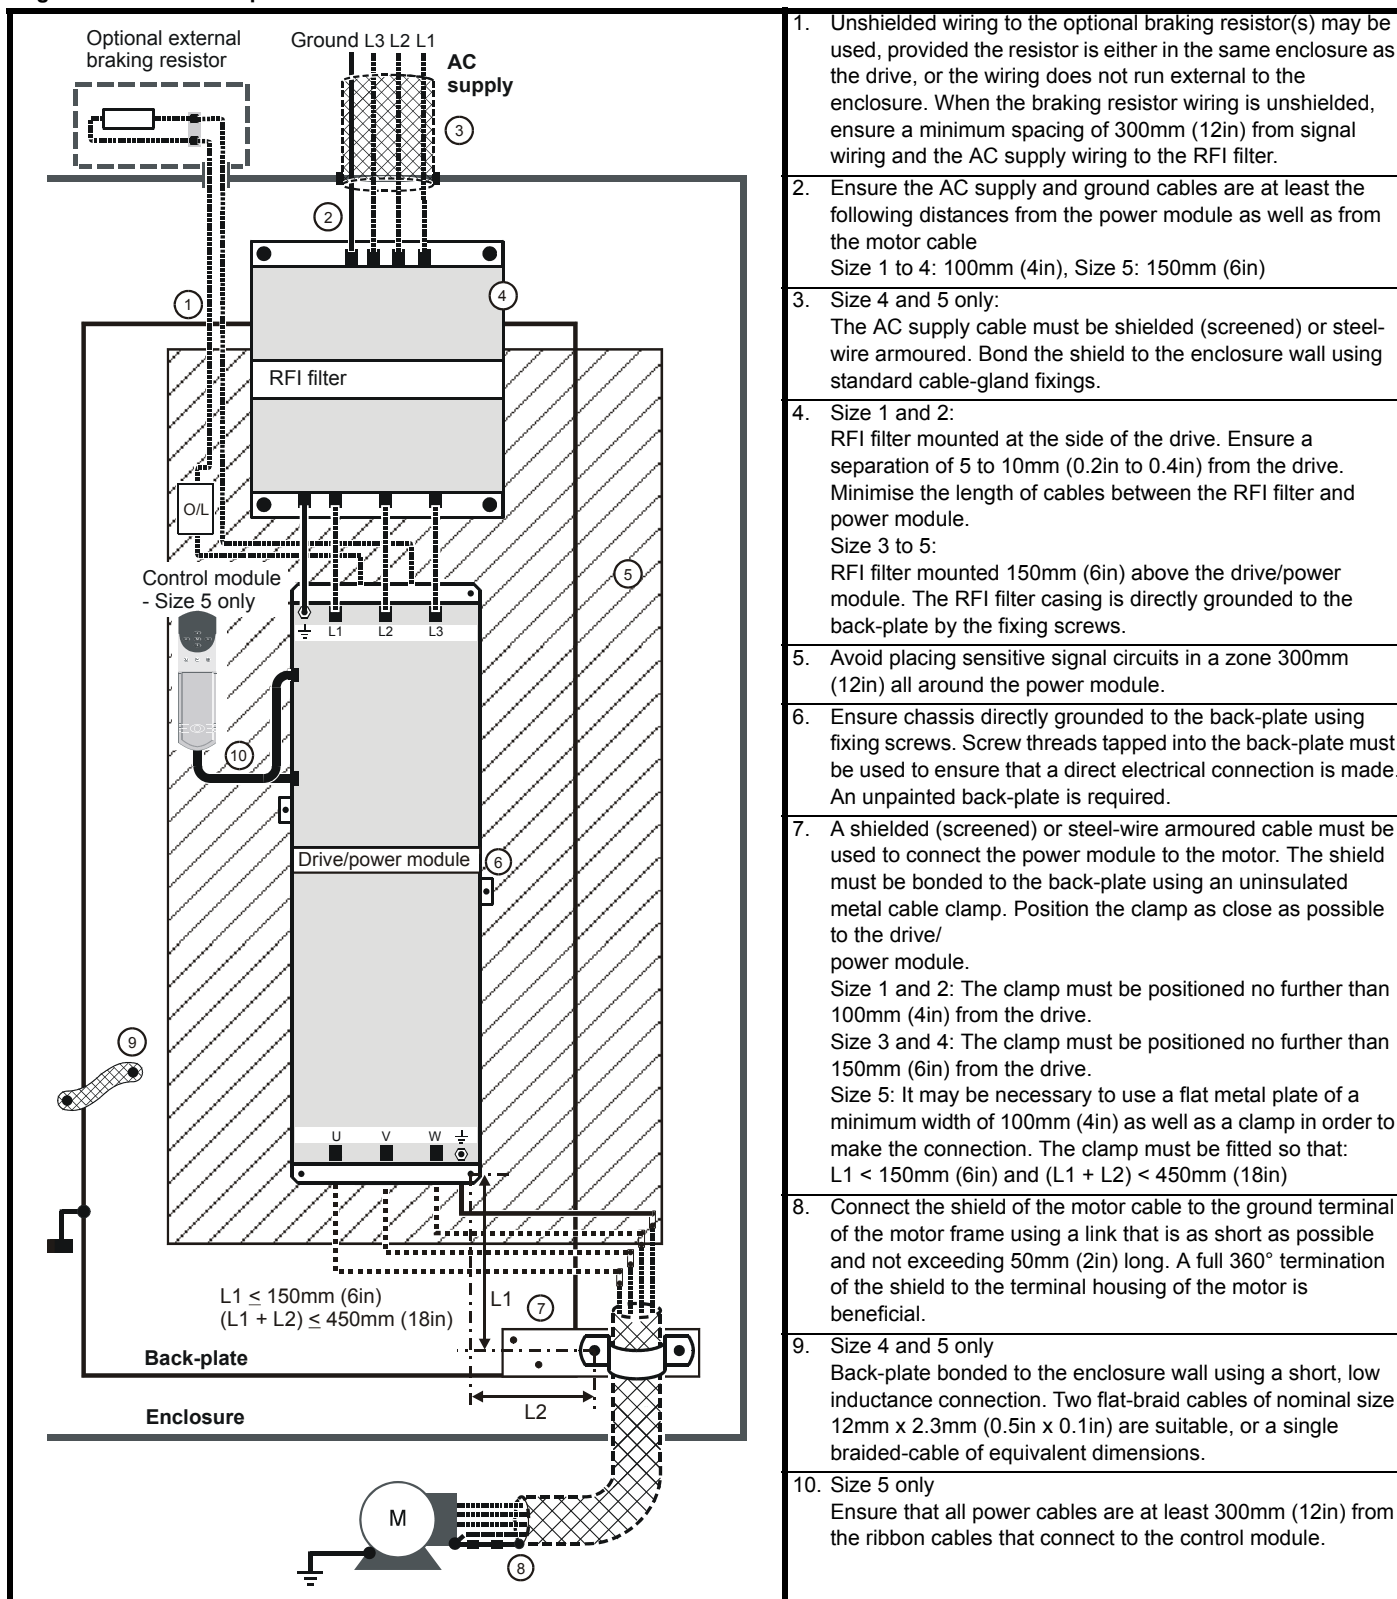 Optional external
braking resistor
Ground L3 L2 L1
AC
supply
3
2
1
4
RFI filter
O/L
5
Control module
- Size 5 only
L1 L2 L3
10
Drive/power module
6
9
U V W
L1 ≤ 150mm (6in)
(L1 + L2) ≤ 450mm (18in)
L1
7
Back-plate
L2
Enclosure
M
8
1. Unshielded wiring to the optional braking resistor(s) may be
used, provided the resistor is either in the same enclosure as
the drive, or the wiring does not run external to the
enclosure. When the braking resistor wiring is unshielded,
ensure a minimum spacing of 300mm (12in) from signal
wiring and the AC supply wiring to the RFI filter.
2. Ensure the AC supply and ground cables are at least the
following distances from the power module as well as from
the motor cable
Size 1 to 4: 100mm (4in), Size 5: 150mm (6in)
3. Size 4 and 5 only:
The AC supply cable must be shielded (screened) or steel-
wire armoured. Bond the shield to the enclosure wall using
standard cable-gland fixings.
4. Size 1 and 2:
RFI filter mounted at the side of the drive. Ensure a
separation of 5 to 10mm (0.2in to 0.4in) from the drive.
Minimise the length of cables between the RFI filter and
power module.
Size 3 to 5:
RFI filter mounted 150mm (6in) above the drive/power
module. The RFI filter casing is directly grounded to the
back-plate by the fixing screws.
5. Avoid placing sensitive signal circuits in a zone 300mm
(12in) all around the power module.
6. Ensure chassis directly grounded to the back-plate using
fixing screws. Screw threads tapped into the back-plate must
be used to ensure that a direct electrical connection is made.
An unpainted back-plate is required.
7. A shielded (screened) or steel-wire armoured cable must be
used to connect the power module to the motor. The shield
must be bonded to the back-plate using an uninsulated
metal cable clamp. Position the clamp as close as possible
to the drive/
power module.
Size 1 and 2: The clamp must be positioned no further than
100mm (4in) from the drive.
Size 3 and 4: The clamp must be positioned no further than
150mm (6in) from the drive.
Size 5: It may be necessary to use a flat metal plate of a
minimum width of 100mm (4in) as well as a clamp in order to
make the connection. The clamp must be fitted so that:
L1 < 150mm (6in) and (L1 + L2) < 450mm (18in)
8. Connect the shield of the motor cable to the ground terminal
of the motor frame using a link that is as short as possible
and not exceeding 50mm (2in) long. A full 360° termination
of the shield to the terminal housing of the motor is
beneficial.
9. Size 4 and 5 only
Back-plate bonded to the enclosure wall using a short, low
inductance connection. Two flat-braid cables of nominal size
12mm x 2.3mm (0.5in x 0.1in) are suitable, or a single
braided-cable of equivalent dimensions.
10. Size 5 only
Ensure that all power cables are at least 300mm (12in) from
the ribbon cables that connect to the control module.